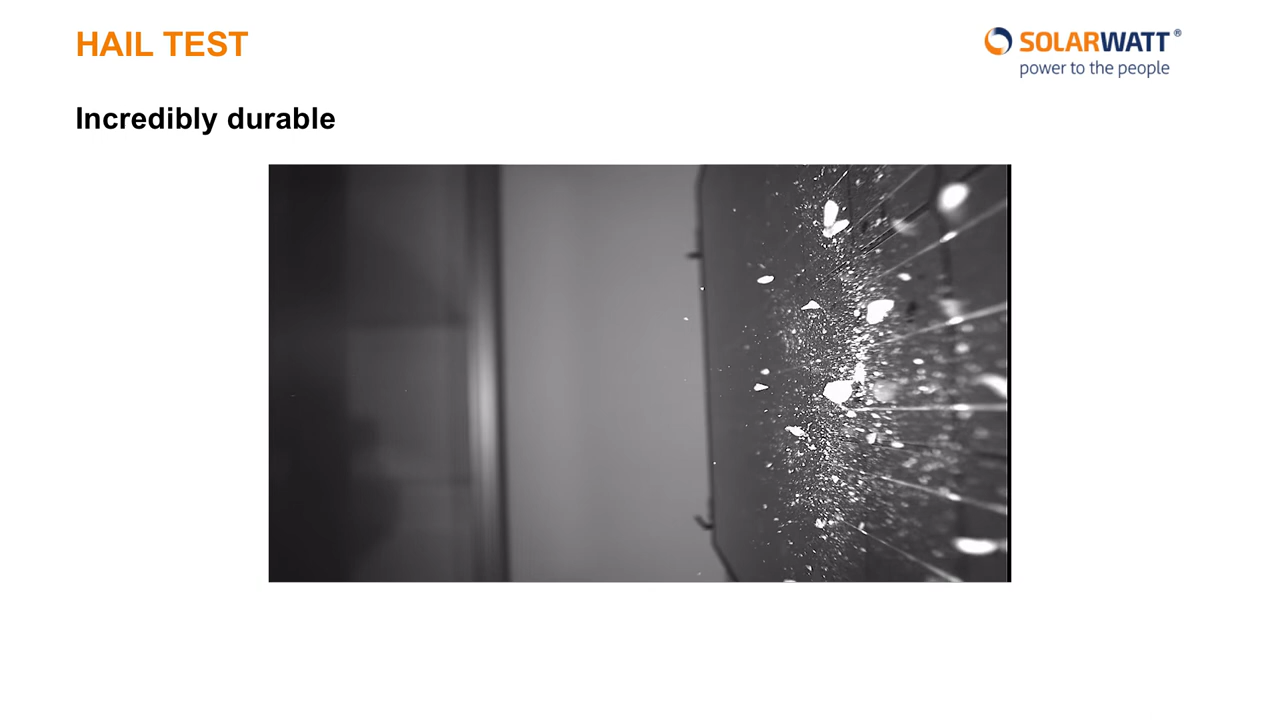 HAIL TEST
SOLARWATT®
power to the people
Incredibly durable